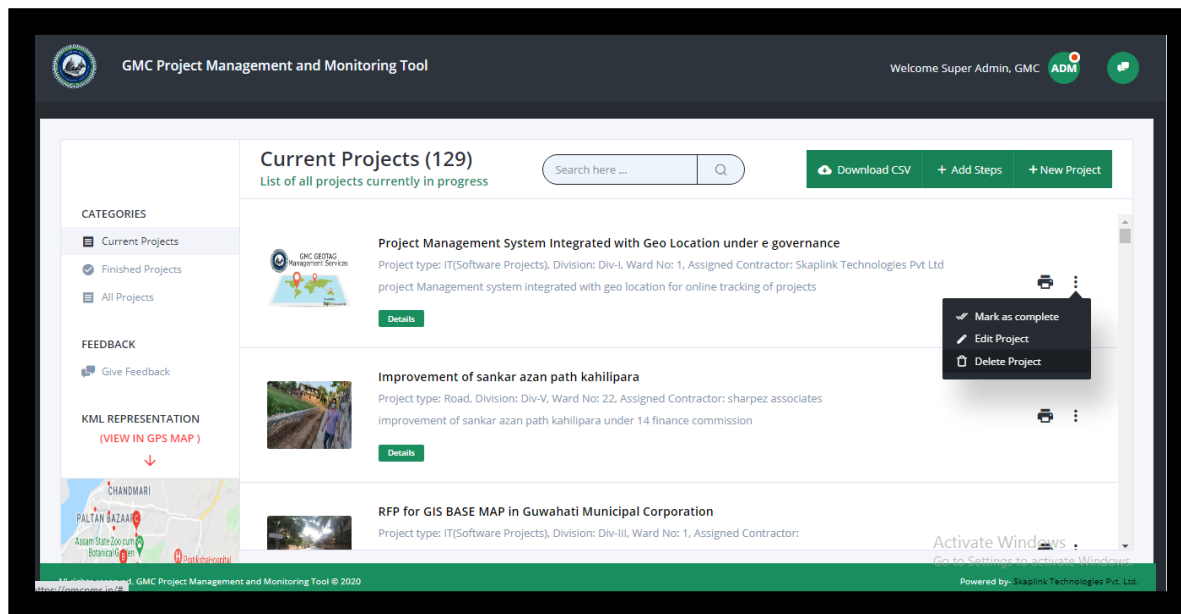 GMC Project Management and Monitoring Tool
Welcome Super Admin, GMC
ADM
Current Projects (129)
List of all projects currently in progress
Search here ...
Download CSV
+ Add Steps
+ New Project
CATEGORIES
Current Projects
Finished Projects
All Projects
FEEDBACK
Give Feedback
KML REPRESENTATION
(VIEW IN GPS MAP )
CHANDMARI
PALTAN BAZAAR
Assam State Zoo cum
Botanical Garden
Pratiksha Hospital
GMC GEOTAG
Management Services
Project Management System Integrated with Geo Location under e governance
Project type: IT(Software Projects), Division: Div-I, Ward No: 1, Assigned Contractor: Skaplink Technologies Pvt Ltd
project Management system integrated with geo location for online tracking of projects
Details
Mark as complete
Edit Project
Delete Project
Improvement of sankar azan path kahilipara
Project type: Road, Division: Div-V, Ward No: 22, Assigned Contractor: sharpez associates
improvement of sankar azan path kahilipara under 14 finance commission
Details
RFP for GIS BASE MAP in Guwahati Municipal Corporation
Project type: IT(Software Projects), Division: Div-III, Ward No: 1, Assigned Contractor:
Activate Windows
Go to Settings to activate Windows.
All rights reserved. GMC Project Management and Monitoring Tool © 2020
https://gmcpms.in/#
Powered by- Skaplink Technologies Pvt. Ltd.